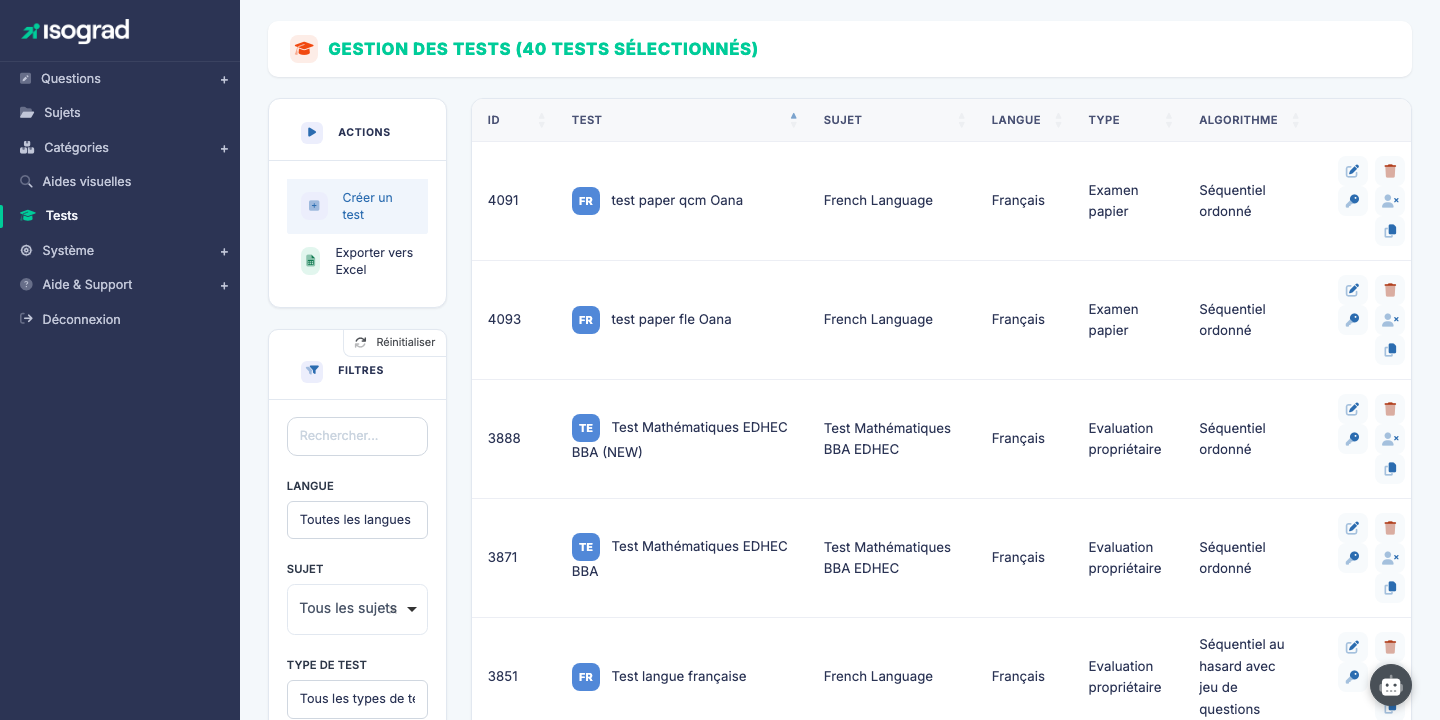 isograd
Questions
+
Sujets
Catégories
+
Aides visuelles
Tests
Système
+
Aide & Support
+
Déconnexion
GESTION DES TESTS (40 TESTS SÉLECTIONNÉS)
ACTIONS
Créer un
test
Exporter vers
Excel
Réinitialiser
FILTRES
Rechercher...
LANGUE
Toutes les langues
SUJET
Tous les sujets
TYPE DE TEST
Tous les types de te
ID TEST SUJET LANGUE TYPE ALGORITHME
4091 FR test paper qcm Oana French Language Français Examen papier Séquentiel ordonné
4093 FR test paper fle Oana French Language Français Examen papier Séquentiel ordonné
3888 TE Test Mathématiques EDHEC BBA (NEW) Test Mathématiques BBA EDHEC Français Evaluation propriétaire Séquentiel ordonné
3871 TE Test Mathématiques EDHEC BBA Test Mathématiques BBA EDHEC Français Evaluation propriétaire Séquentiel ordonné
3851 FR Test langue française French Language Français Evaluation propriétaire Séquentiel au hasard avec jeu de questions